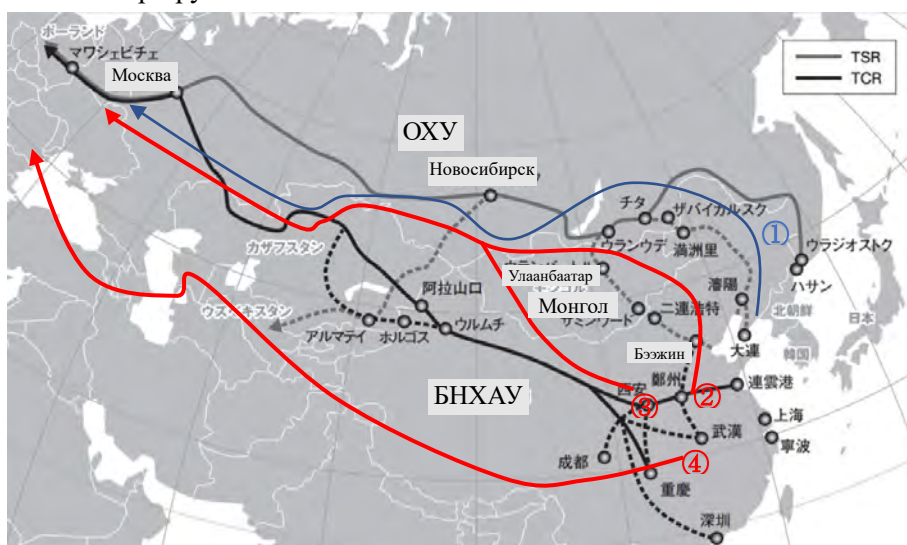 ポーランド
マワシェビチェ
Москва
TSR
TCR
ОХУ
Новосибирск
チタ
ザバイカルスク
ウランウデ
満洲里
①
ウラジオストク
ハサン
カザフスタン
Улаанбаатар
Монгол
瀋陽
北朝鮮
日本
阿拉山口
ウズベキスタン
二連浩特
アルマテイ
ホルゴス
ウルムチ
大連
韓国
Бээжин
БНХАУ
西安
鄭州
連雲港
③
②
上海
武漢
寧波
成都
④
重慶
深圳